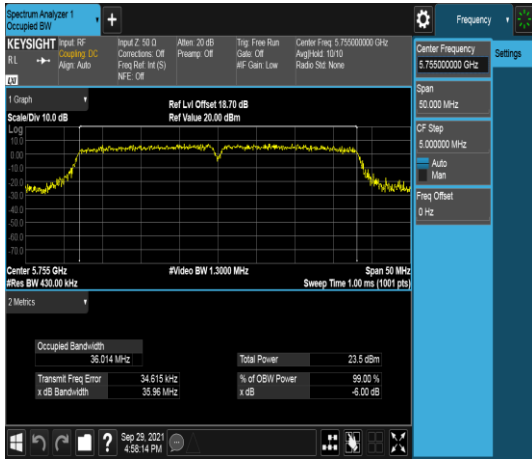 Spectrum Analyzer 1
Occupied BW
Frequency
KEYSIGHT
RL
LXI
Input: RF
Coupling: DC
Align: Auto
Input Z: 50 Ω
Corrections: Off
Freq Ref: Int (S)
NFE: Off
Atten: 20 dB
Preamp: Off
Trig: Free Run
Gate: Off
#IF Gain: Low
Center Freq: 5.755000000 GHz
Avg|Hold: 10/10
Radio Std: None
Center Frequency
5.755000000 GHz
Settings
Span
50.000 MHz
CF Step
5.000000 MHz
Auto
Man
Freq Offset
0 Hz
1 Graph
Scale/Div 10.0 dB
Ref Lvl Offset 18.70 dB
Ref Value 20.00 dBm
Log
10.0
0.00
-10.0
-20.0
-30.0
-40.0
-50.0
-60.0
-70.0
Center 5.755 GHz
#Res BW 430.00 kHz
#Video BW 1.3000 MHz
Span 50 MHz
Sweep Time 1.00 ms (1001 pts)
2 Metrics
Occupied Bandwidth
36.014 MHz
Total Power 23.5 dBm
Transmit Freq Error 34.615 kHz
% of OBW Power 99.00 %
x dB Bandwidth 35.96 MHz
x dB -6.00 dB
?
Sep 29, 2021
4:58:14 PM